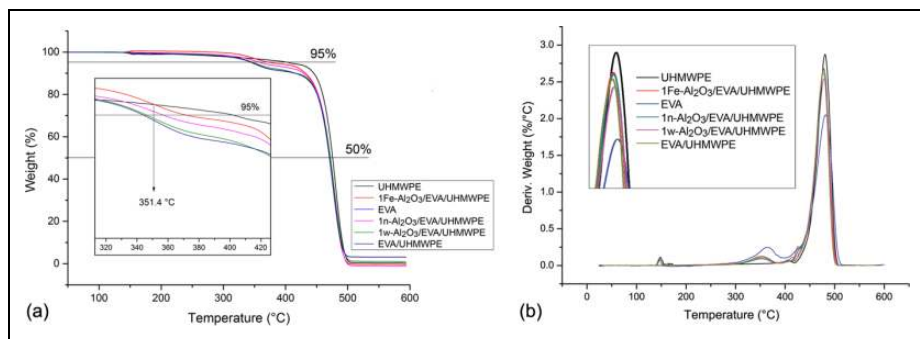 100
80
60
40
20
0
Weight (%)
95%
50%
95%
351.4 °C
320 340 360 380 400 420
UHMWPE
1Fe-Al2O3/EVA/UHMWPE
EVA
1n-Al2O3/EVA/UHMWPE
1w-Al2O3/EVA/UHMWPE
EVA/UHMWPE
100 200 300 400 500 600
Temperature (°C)
(a)
3.0
2.5
2.0
1.5
1.0
0.5
0.0
Deriv. Weight (%/°C)
UHMWPE
1Fe-Al2O3/EVA/UHMWPE
EVA
1n-Al2O3/EVA/UHMWPE
1w-Al2O3/EVA/UHMWPE
EVA/UHMWPE
0 100 200 300 400 500 600
Temperature (°C)
(b)